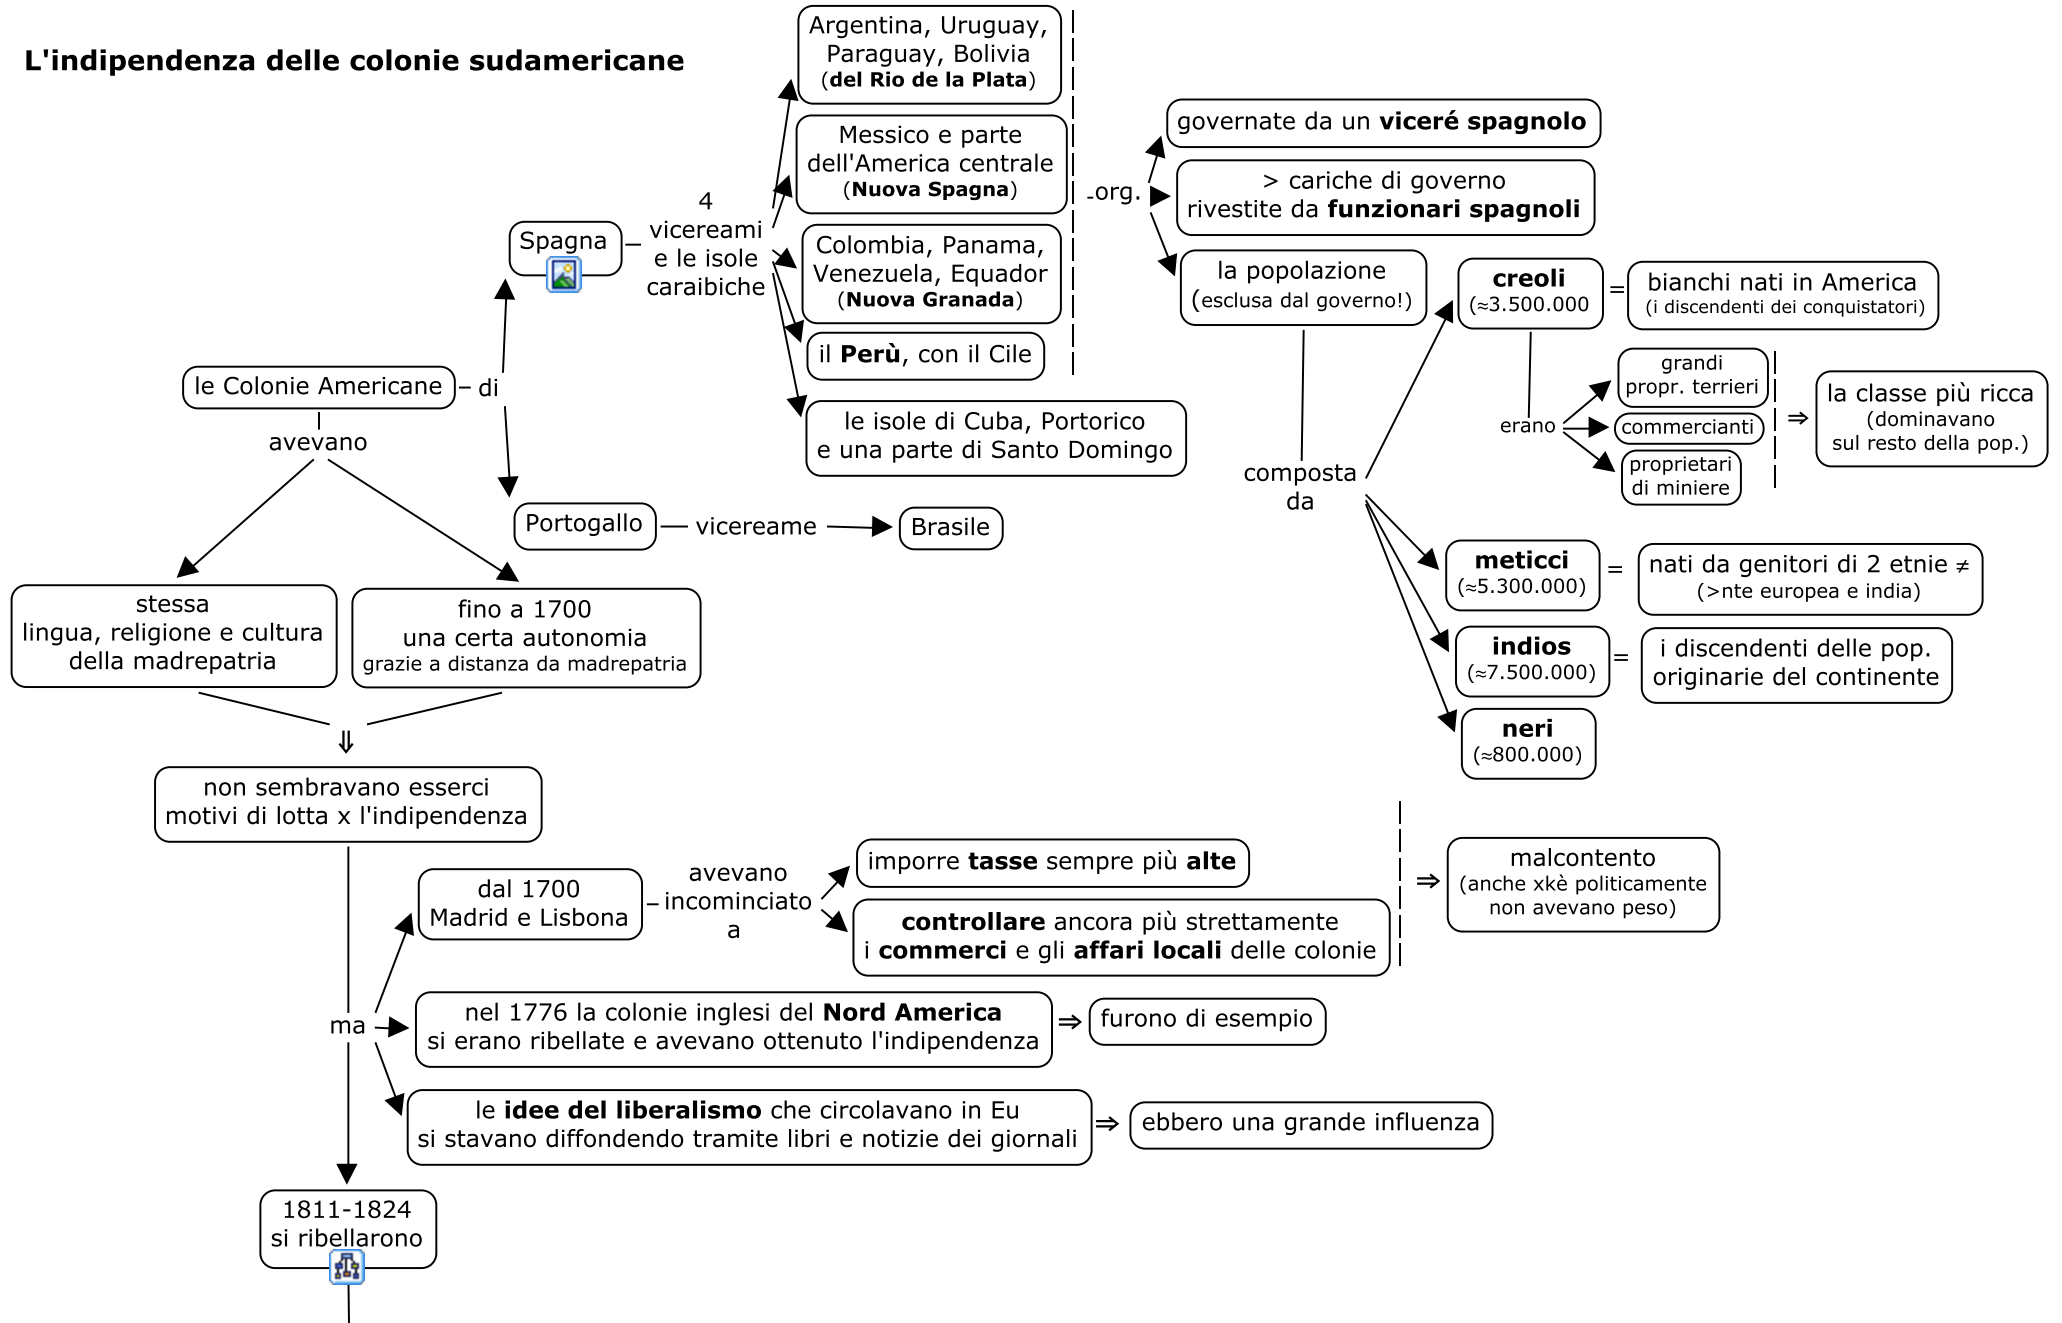 L'indipendenza delle colonie sudamericane
le Colonie Americane
di
Spagna
4
vicereami
e le isole
caraibiche
Argentina, Uruguay,
Paraguay, Bolivia
(del Rio de la Plata)
Messico e parte
dell'America centrale
(Nuova Spagna)
Colombia, Panama,
Venezuela, Equador
(Nuova Granada)
il Perù, con il Cile
le isole di Cuba, Portorico
e una parte di Santo Domingo
org.
governate da un viceré spagnolo
> cariche di governo
rivestite da funzionari spagnoli
la popolazione
(esclusa dal governo!)
composta
da
creoli
(≈3.500.000
=
bianchi nati in America
(i discendenti dei conquistatori)
erano
grandi
propr. terrieri
commercianti
proprietari
di miniere
⇒
la classe più ricca
(dominavano
sul resto della pop.)
meticci
(≈5.300.000)
=
nati da genitori di 2 etnie ≠
(>nte europea e india)
indios
(≈7.500.000)
=
i discendenti delle pop.
originarie del continente
neri
(≈800.000)
Portogallo
vicereame
Brasile
avevano
stessa
lingua, religione e cultura
della madrepatria
fino a 1700
una certa autonomia
grazie a distanza da madrepatria
⇓
non sembravano esserci
motivi di lotta x l'indipendenza
ma
dal 1700
Madrid e Lisbona
avevano
incominciato
a
imporre tasse sempre più alte
controllare ancora più strettamente
i commerci e gli affari locali delle colonie
⇒
malcontento
(anche xkè politicamente
non avevano peso)
nel 1776 la colonie inglesi del Nord America
si erano ribellate e avevano ottenuto l'indipendenza
⇒
furono di esempio
le idee del liberalismo che circolavano in Eu
si stavano diffondendo tramite libri e notizie dei giornali
⇒
ebbero una grande influenza
1811-1824
si ribellarono